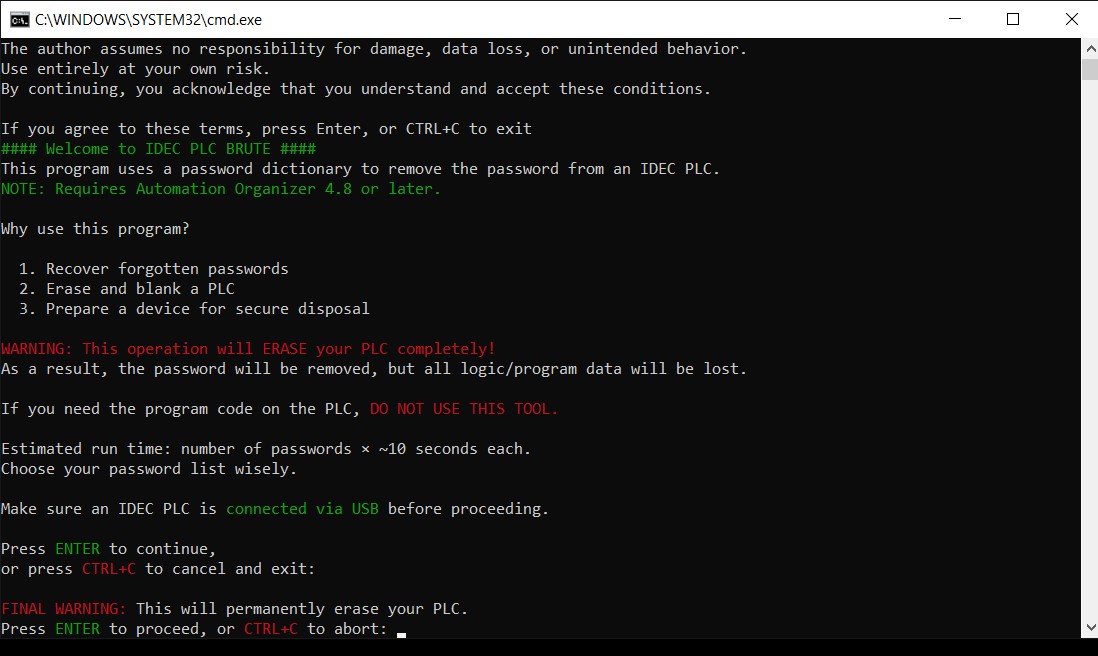 C:\WINDOWS\SYSTEM32\cmd.exe
The author assumes no responsibility for damage, data loss, or unintended behavior.
Use entirely at your own risk.
By continuing, you acknowledge that you understand and accept these conditions.
If you agree to these terms, press Enter, or CTRL+C to exit
#### Welcome to IDEC PLC BRUTE ####
This program uses a password dictionary to remove the password from an IDEC PLC.
NOTE: Requires Automation Organizer 4.8 or later.
Why use this program?
1. Recover forgotten passwords
2. Erase and blank a PLC
3. Prepare a device for secure disposal
WARNING: This operation will ERASE your PLC completely!
As a result, the password will be removed, but all logic/program data will be lost.
If you need the program code on the PLC, DO NOT USE THIS TOOL.
Estimated run time: number of passwords × ~10 seconds each.
Choose your password list wisely.
Make sure an IDEC PLC is connected via USB before proceeding.
Press ENTER to continue,
or press CTRL+C to cancel and exit:
FINAL WARNING: This will permanently erase your PLC.
Press ENTER to proceed, or CTRL+C to abort: